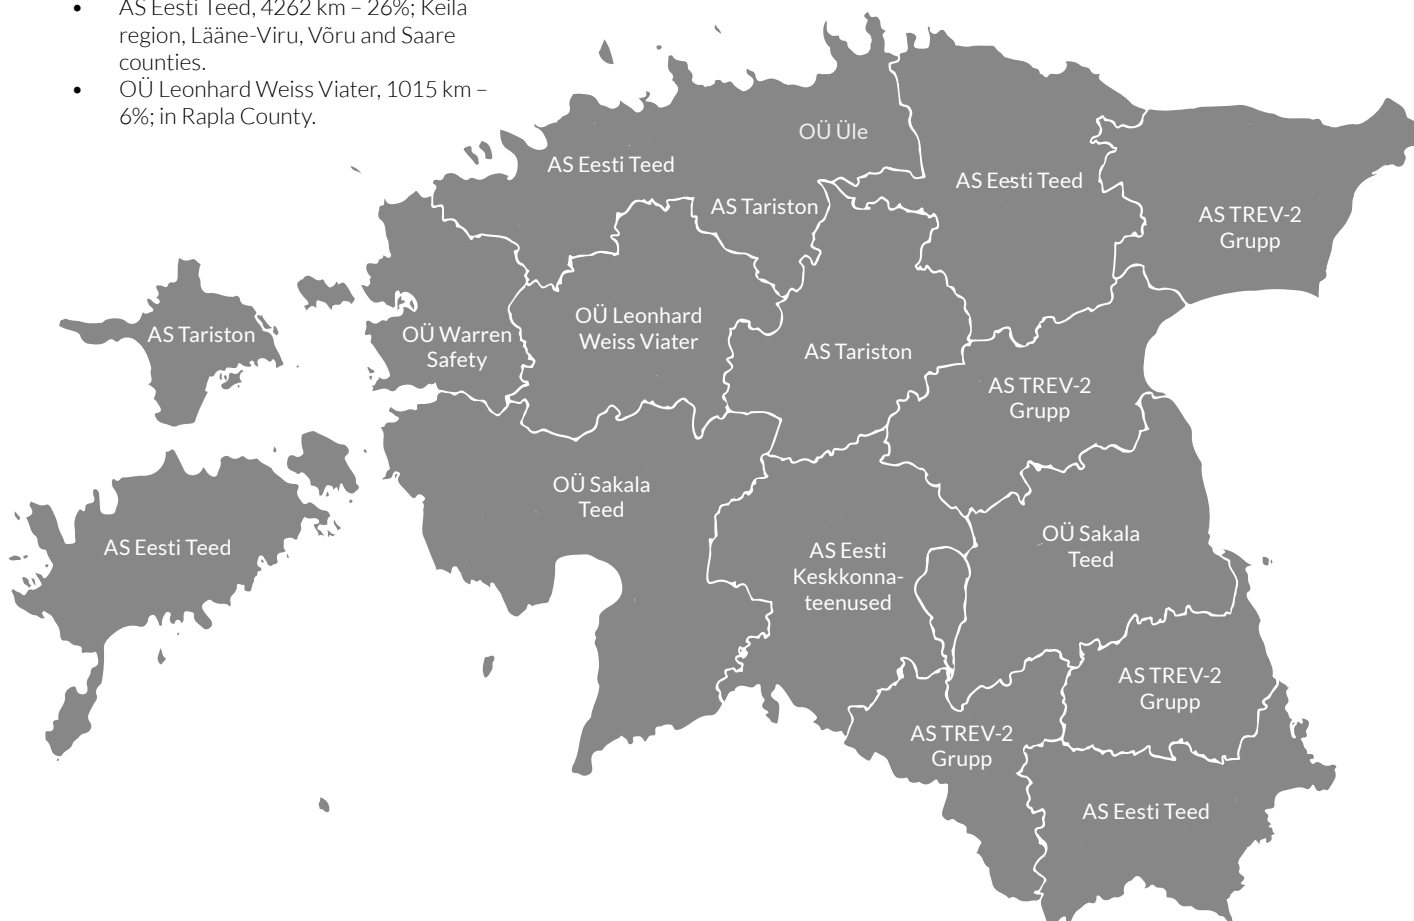 • AS Eesti Teed, 4262 km – 26%; Keila
region, Lääne-Viru, Võru and Saare
counties.
• OÜ Leonhard Weiss Viater, 1015 km –
6%; in Rapla County.
OÜ Üle
AS Eesti Teed
AS Eesti Teed
AS Tariston
AS TREV-2
Grupp
AS Tariston
OÜ Warren
Safety
OÜ Leonhard
Weiss Viater
AS Tariston
AS TREV-2
Grupp
OÜ Sakala
Teed
AS Eesti Teed
AS Eesti
Keskkonna-
teenused
OÜ Sakala
Teed
AS TREV-2
Grupp
AS TREV-2
Grupp
AS Eesti Teed